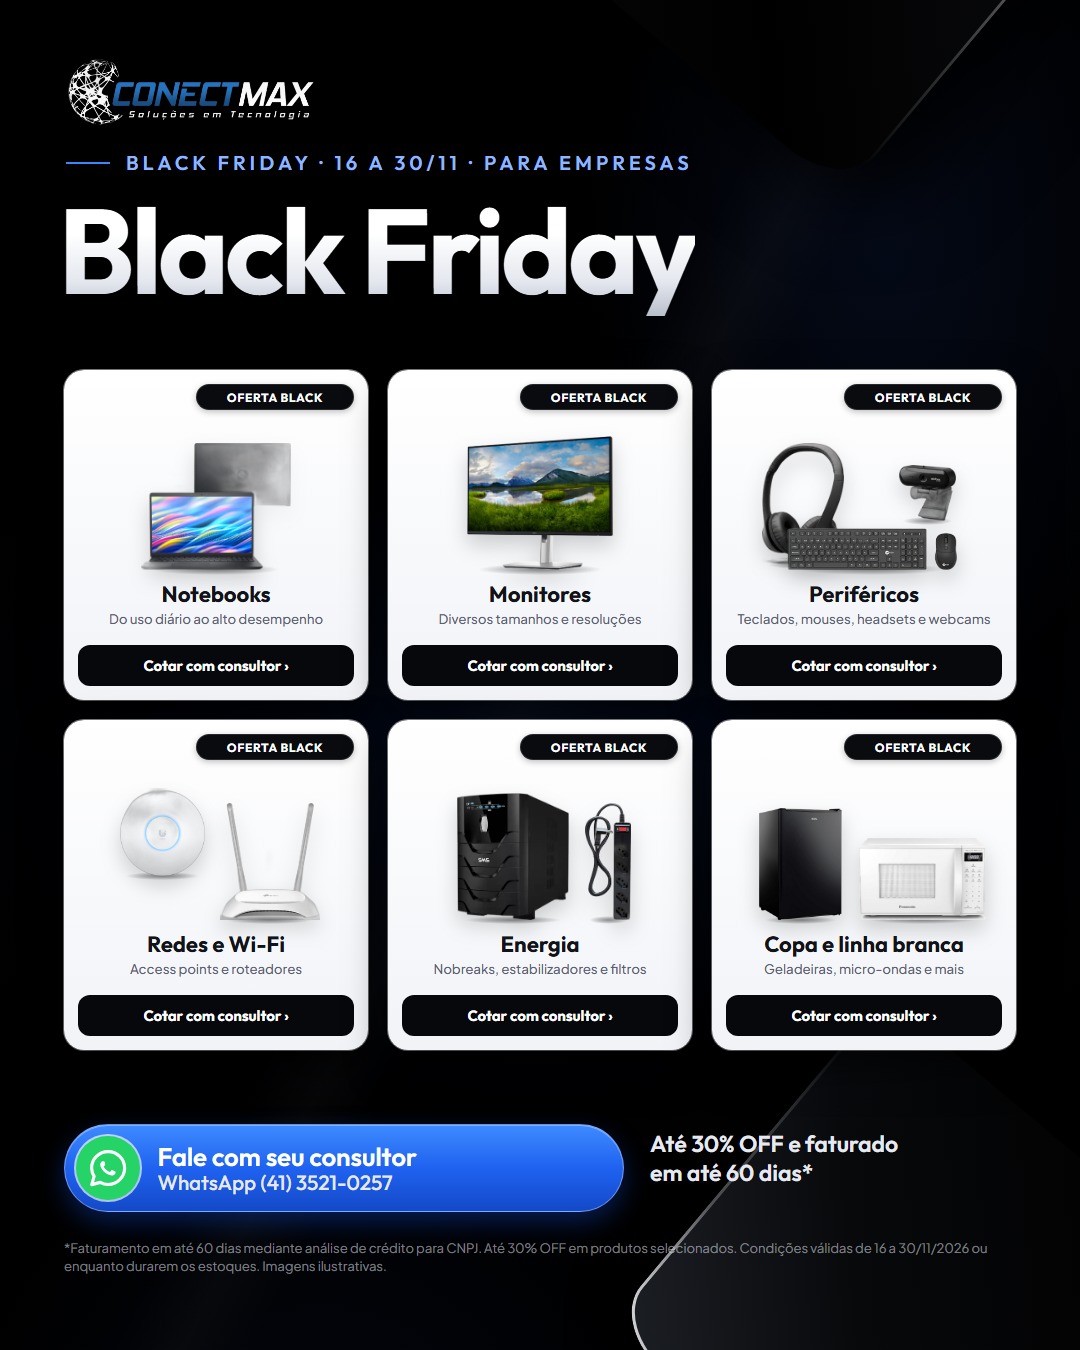 CONECTMAX
Soluções em Tecnologia
BLACK FRIDAY · 16 A 30/11 · PARA EMPRESAS
Black Friday
OFERTA BLACK
Notebooks
Do uso diário ao alto desempenho
Cotar com consultor ›
OFERTA BLACK
Monitores
Diversos tamanhos e resoluções
Cotar com consultor ›
OFERTA BLACK
Periféricos
Teclados, mouses, headsets e webcams
Cotar com consultor ›
OFERTA BLACK
Redes e Wi-Fi
Access points e roteadores
Cotar com consultor ›
OFERTA BLACK
SMS
Energia
Nobreaks, estabilizadores e filtros
Cotar com consultor ›
OFERTA BLACK
Panasonic
Copa e linha branca
Geladeiras, micro-ondas e mais
Cotar com consultor ›
Fale com seu consultor
WhatsApp (41) 3521-0257
Até 30% OFF e faturado
em até 60 dias*
*Faturamento em até 60 dias mediante análise de crédito para CNPJ. Até 30% OFF em produtos selecionados. Condições válidas de 16 a 30/11/2026 ou
enquanto durarem os estoques. Imagens ilustrativas.